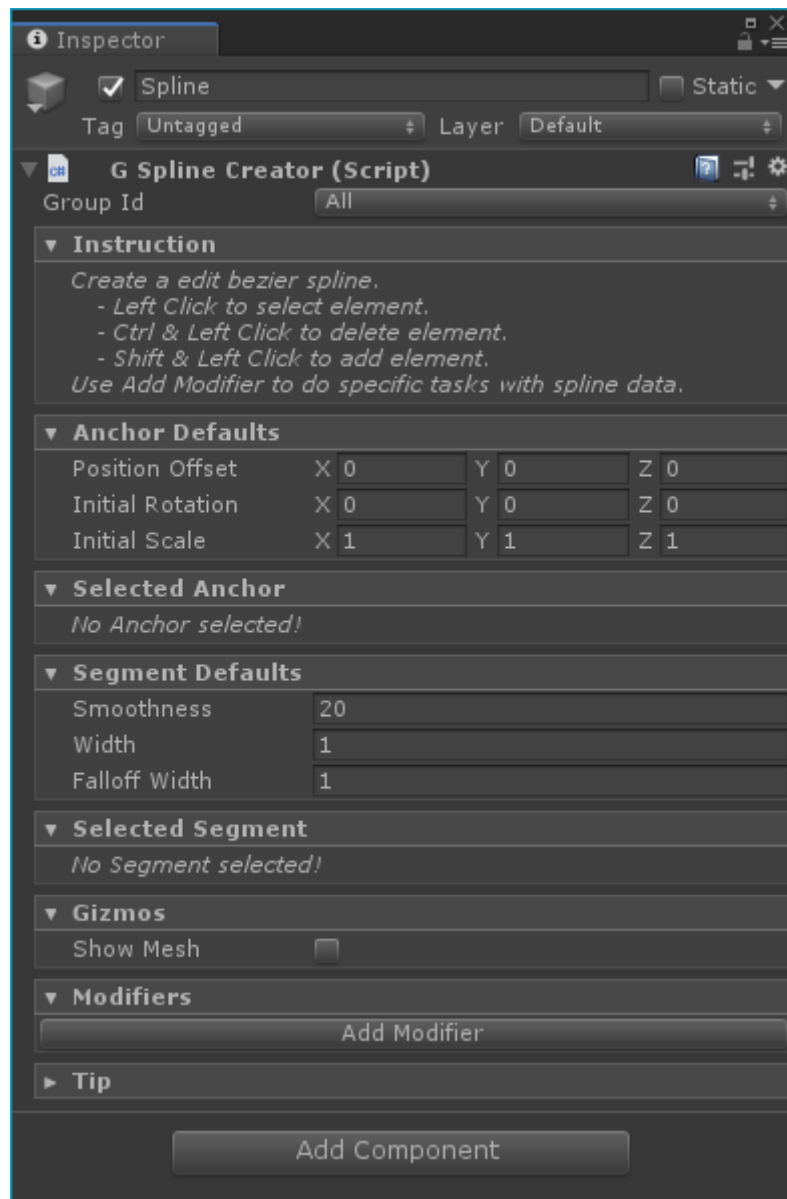 Inspector
Spline Static
Tag Untagged Layer Default
C# G Spline Creator (Script)
Group Id All
Instruction
Create a edit bezier spline.
- Left Click to select element.
- Ctrl & Left Click to delete element.
- Shift & Left Click to add element.
Use Add Modifier to do specific tasks with spline data.
Anchor Defaults
Position Offset X 0 Y 0 Z 0
Initial Rotation X 0 Y 0 Z 0
Initial Scale X 1 Y 1 Z 1
Selected Anchor
No Anchor selected!
Segment Defaults
Smoothness 20
Width 1
Falloff Width 1
Selected Segment
No Segment selected!
Gizmos
Show Mesh
Modifiers
Add Modifier
Tip
Add Component